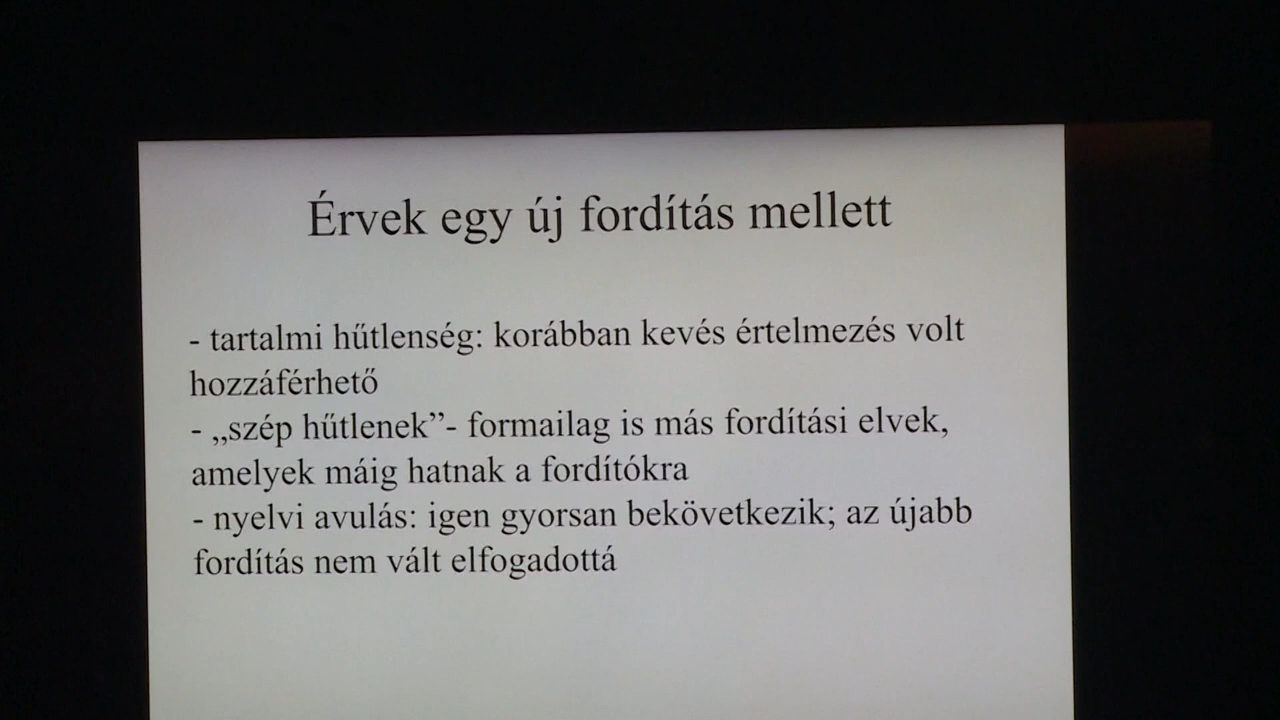 Érvek egy új fordítás mellett
- tartalmi hűtlenség: korábban kevés értelmezés volt
hozzáférhető
- „szép hűtlenek”- formailag is más fordítási elvek,
amelyek máig hatnak a fordítókra
- nyelvi avulás: igen gyorsan bekövetkezik; az újabb
fordítás nem vált elfogadottá